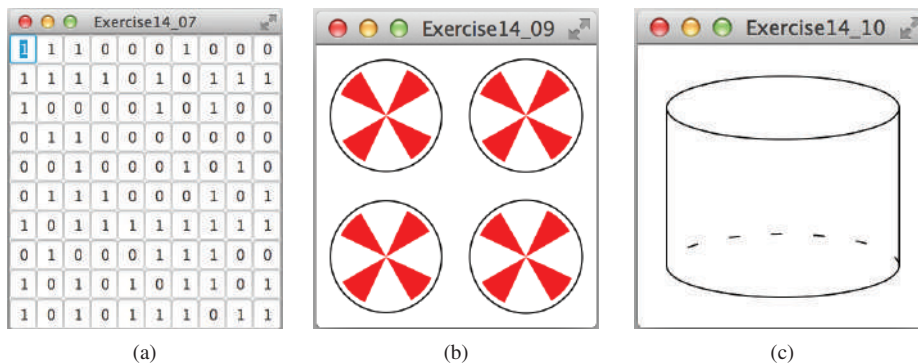 Exercise14_07
1 1 1 0 0 0 1 0 0 0
1 1 1 1 0 1 0 1 1 1
1 0 0 0 0 1 0 1 0 0
0 1 1 0 0 0 0 0 0 0
0 0 1 0 0 0 1 0 1 0
0 1 1 1 0 0 0 1 0 1
1 0 1 1 1 1 1 1 1 1
0 1 0 0 0 0 1 1 0 0
1 0 1 0 1 0 1 1 0 1
1 0 1 0 1 1 1 0 1 1
(a)
Exercise14_09
(b)
Exercise14_10
(c)